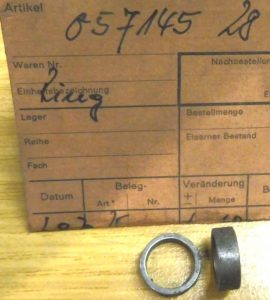 Artikel 057145 28
Waren Nr. Nachbestellung
Ring
Einheitsbezeichnung
Lager Bestellmenge
Reihe Eiserner Bestand
Fach
Datum Beleg- Veränderung
Art* Nr. ± Menge